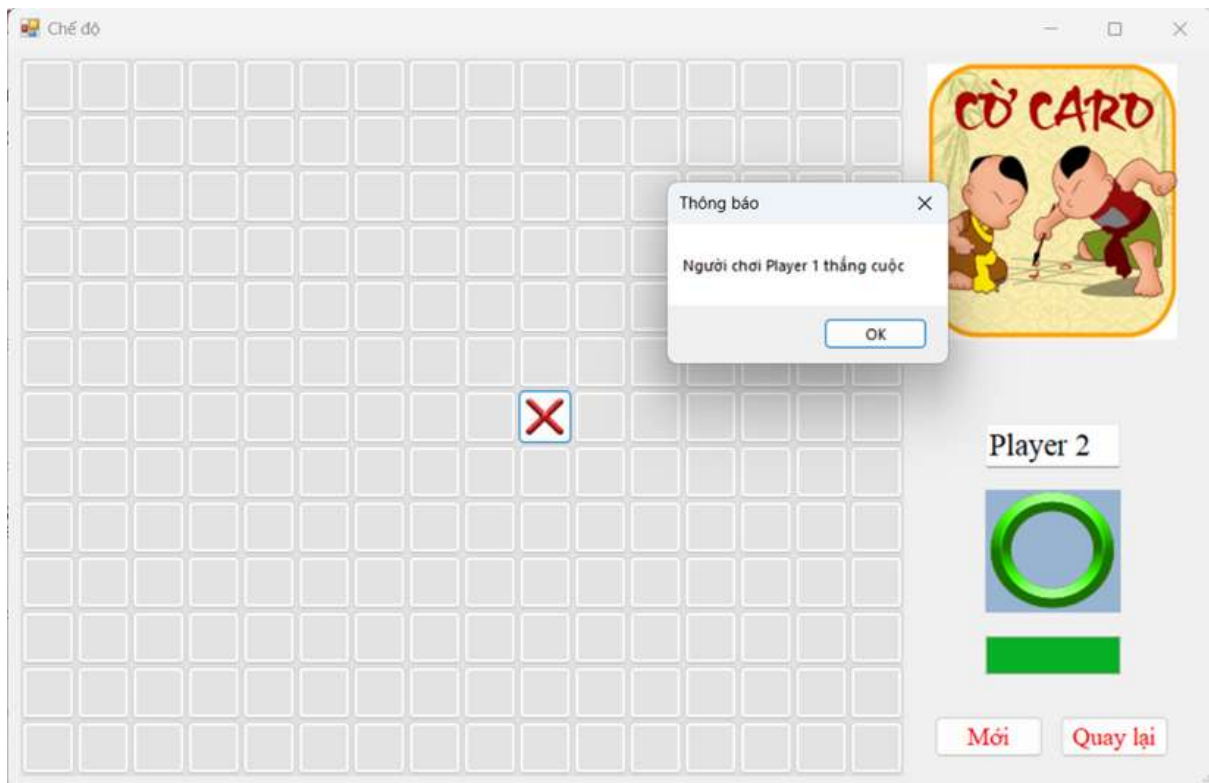 Chế độ
CỜ CARO
Thông báo
Người chơi Player 1 thắng cuộc
OK
Player 2
Mới
Quay lại